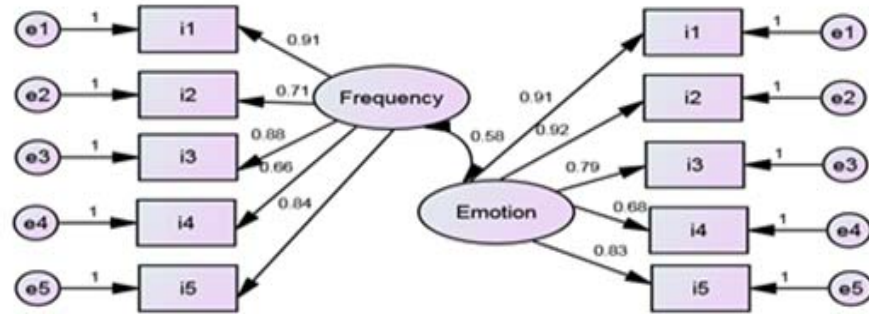 e1 1 i1 0.91 i1 1 e1
e2 1 i2 0.71 Frequency 0.91 i2 1 e2
e3 1 i3 0.88 0.58 0.92 i3 1 e3
0.66 0.79
e4 1 i4 0.84 Emotion 0.68 i4 1 e4
e5 1 i5 0.83 i5 1 e5